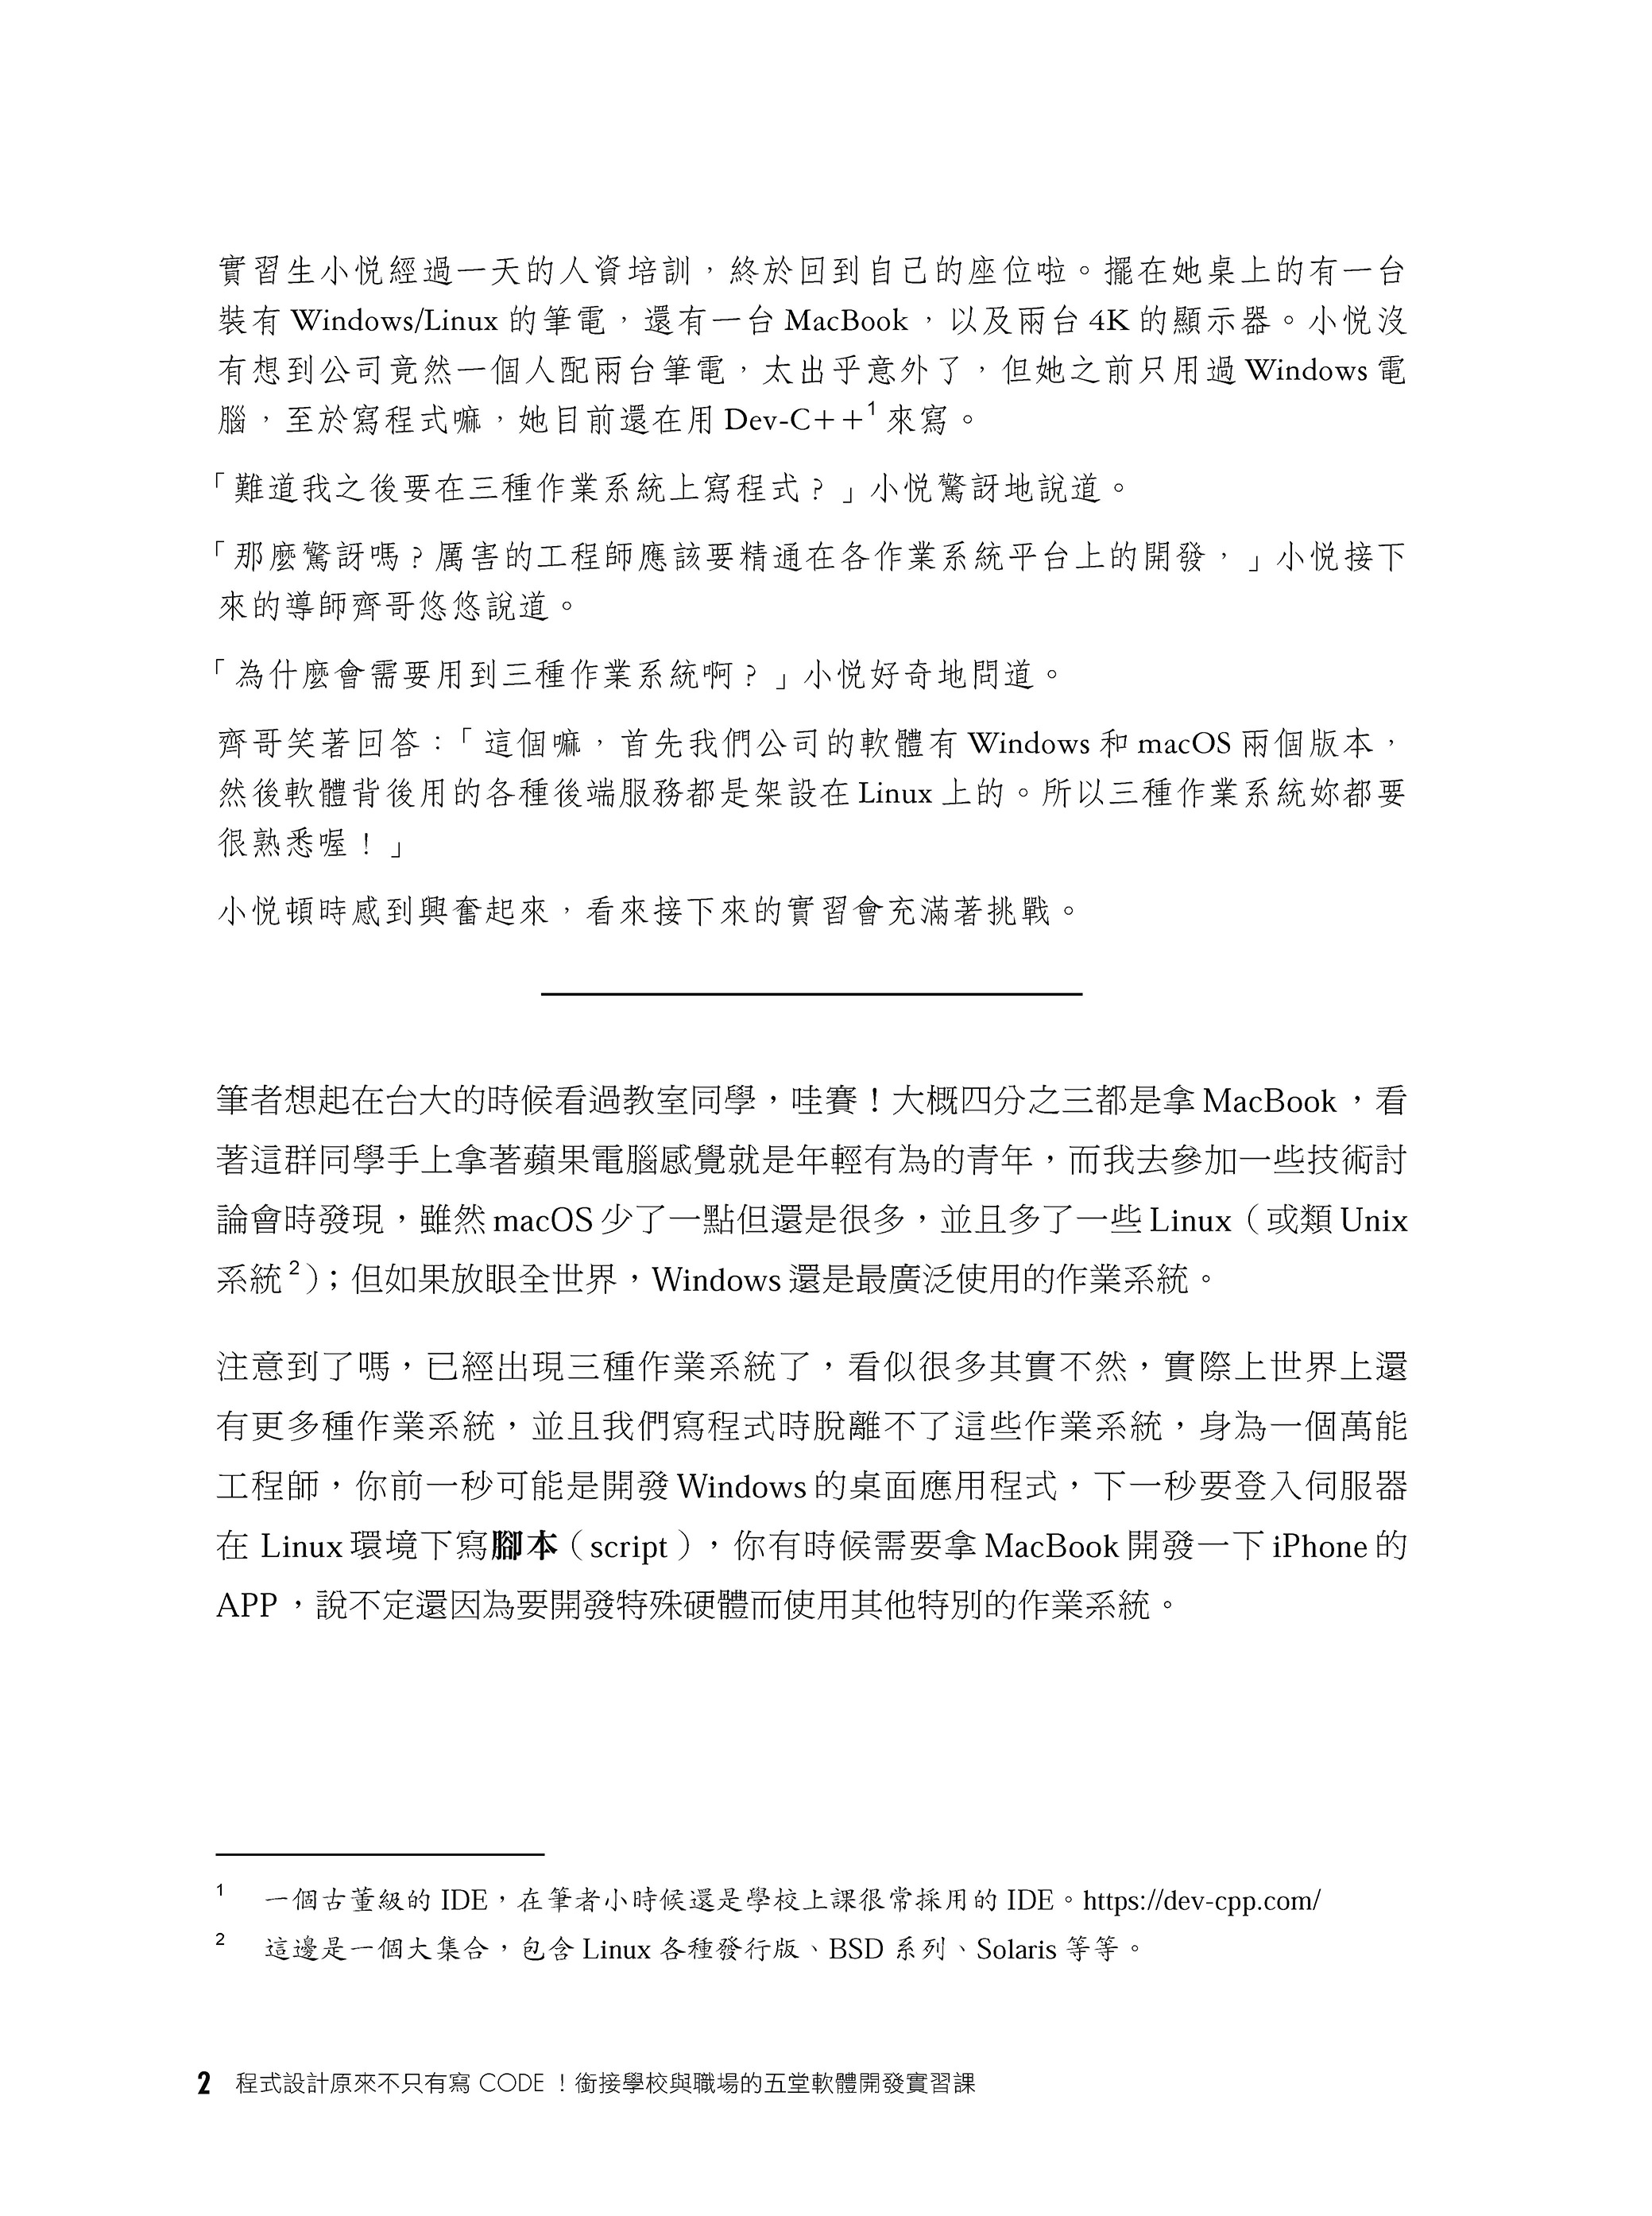 實習生小悅經過一天的人資培訓，終於回到自己的座位啦。擺在她桌上的有一台
裝有 Windows/Linux 的筆電，還有一台 MacBook，以及兩台 4K 的顯示器。小悅沒
有想到公司竟然一個人配兩台筆電，太出乎意外了，但她之前只用過 Windows 電
腦，至於寫程式嘛，她目前還在用 Dev-C++1 來寫。
「難道我之後要在三種作業系統上寫程式？」小悅驚訝地說道。
「那麼驚訝嗎？厲害的工程師應該要精通在各作業系統平台上的開發，」小悅接下
來的導師齊哥悠悠說道。
「為什麼會需要用到三種作業系統啊？」小悅好奇地問道。
齊哥笑著回答：「這個嘛，首先我們公司的軟體有 Windows 和 macOS 兩個版本，
然後軟體背後用的各種後端服務都是架設在 Linux 上的。所以三種作業系統妳都要
很熟悉喔！」
小悅頓時感到興奮起來，看來接下來的實習會充滿著挑戰。
筆者想起在台大的時候看過教室同學，哇賽！大概四分之三都是拿 MacBook，看
著這群同學手上拿著蘋果電腦感覺就是年輕有為的青年，而我去參加一些技術討
論會時發現，雖然 macOS 少了一點但還是很多，並且多了一些 Linux（或類 Unix
系統2）；但如果放眼全世界，Windows 還是最廣泛使用的作業系統。
注意到了嗎，已經出現三種作業系統了，看似很多其實不然，實際上世界上還
有更多種作業系統，並且我們寫程式時脫離不了這些作業系統，身為一個萬能
工程師，你前一秒可能是開發 Windows 的桌面應用程式，下一秒要登入伺服器
在 Linux 環境下寫腳本（script），你有時候需要拿 MacBook 開發一下 iPhone 的
APP，說不定還因為要開發特殊硬體而使用其他特別的作業系統。
1 一個古董級的 IDE，在筆者小時候還是學校上課很常採用的 IDE。https://dev-cpp.com/
2 這邊是一個大集合，包含 Linux 各種發行版、BSD 系列、Solaris 等等。
2 程式設計原來不只有寫 CODE！銜接學校與職場的五堂軟體開發實習課